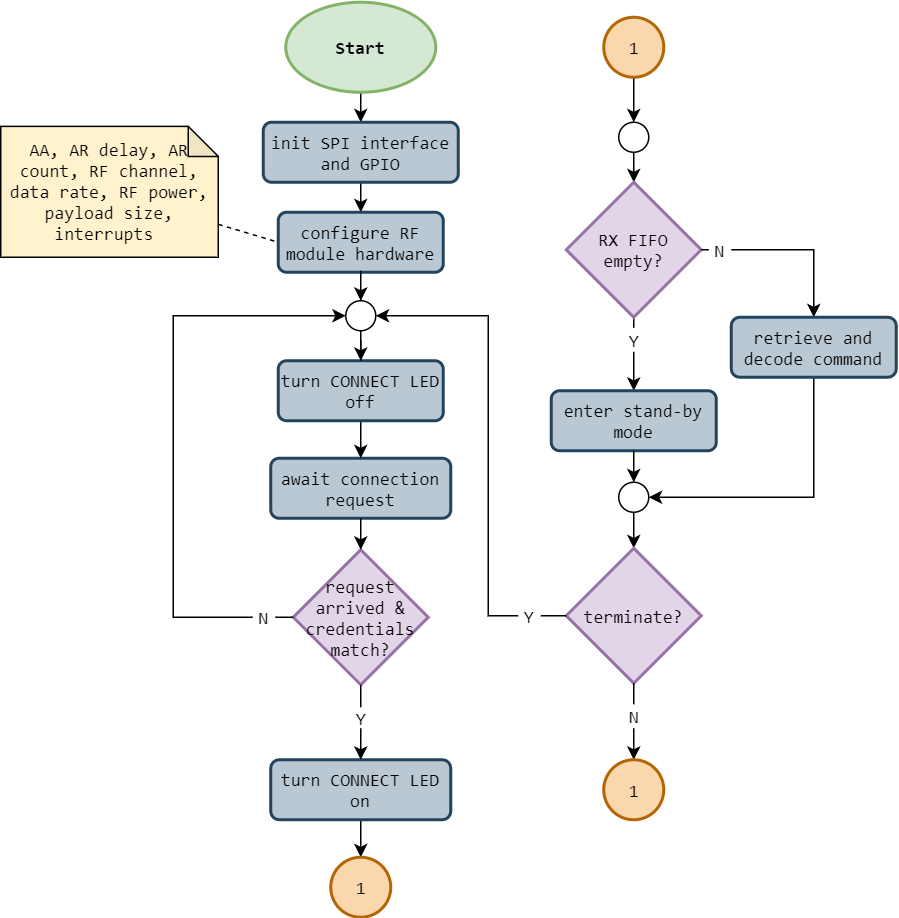 Start
init SPI interface
and GPIO
AA, AR delay, AR
count, RF channel,
data rate, RF power,
payload size,
interrupts
configure RF
module hardware
turn CONNECT LED
off
await connection
request
request
arrived &
credentials
match?
N
Y
turn CONNECT LED
on
1
1
RX FIFO
empty?
N
Y
retrieve and
decode command
enter stand-by
mode
terminate?
Y
N
1